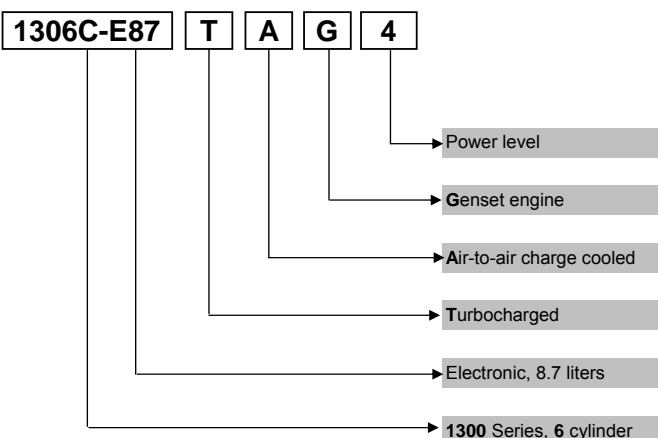 1306C-E87 T A G 4
Power level
Genset engine
Air-to-air charge cooled
Turbocharged
Electronic, 8.7 liters
1300 Series, 6 cylinder